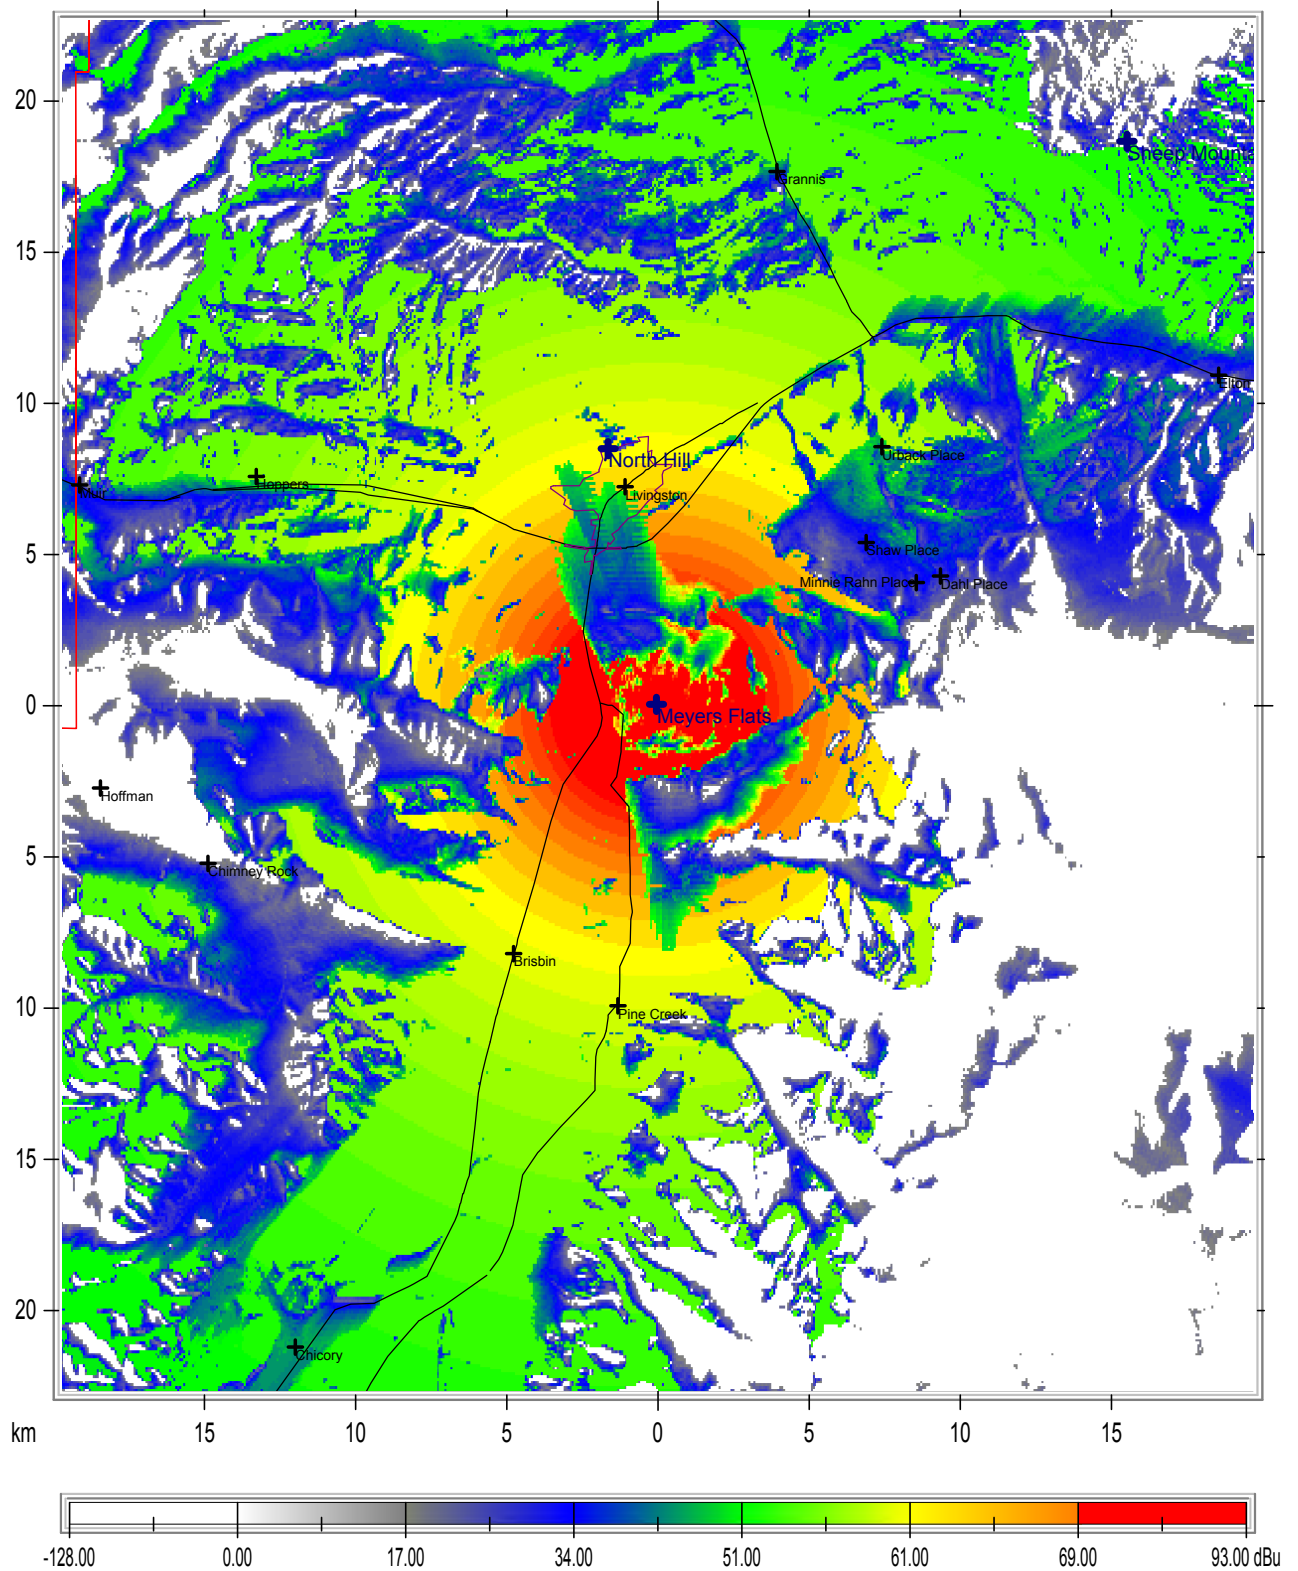 20
Sheep Mounta
Grannis
15
Elton
10
North Hill
Urback Place
Hoppers
Muir
Livingston
5
Shaw Place
Minnie Rahn Place
Dahl Place
0
Meyers Flats
Hoffman
5
Chimney Rock
Brisbin
10
Pine Creek
15
20
Chicory
km 15 10 5 0 5 10 15
-128.00 0.00 17.00 34.00 51.00 61.00 69.00 93.00 dBu